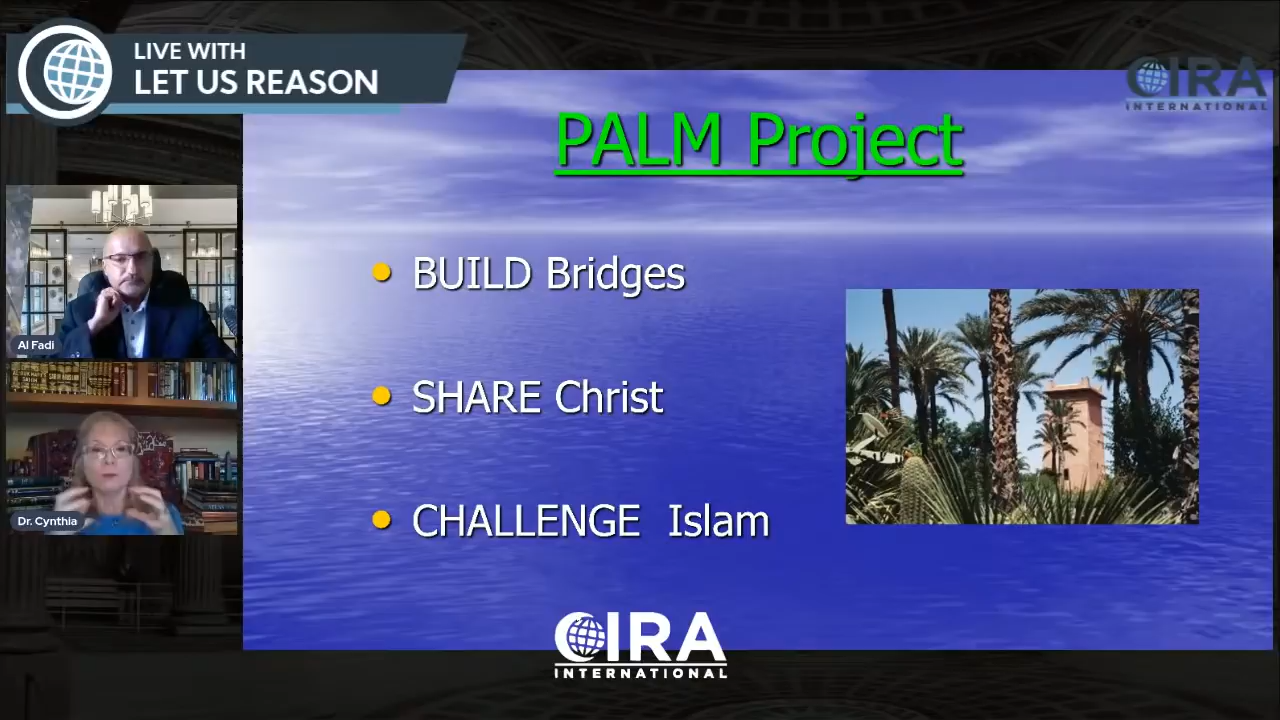 LIVE WITH
LET US REASON
CIRA
INTERNATIONAL
PALM Project
BUILD Bridges
SHARE Christ
CHALLENGE Islam
Al Fadi
Dr. Cynthia
CIRA
INTERNATIONAL